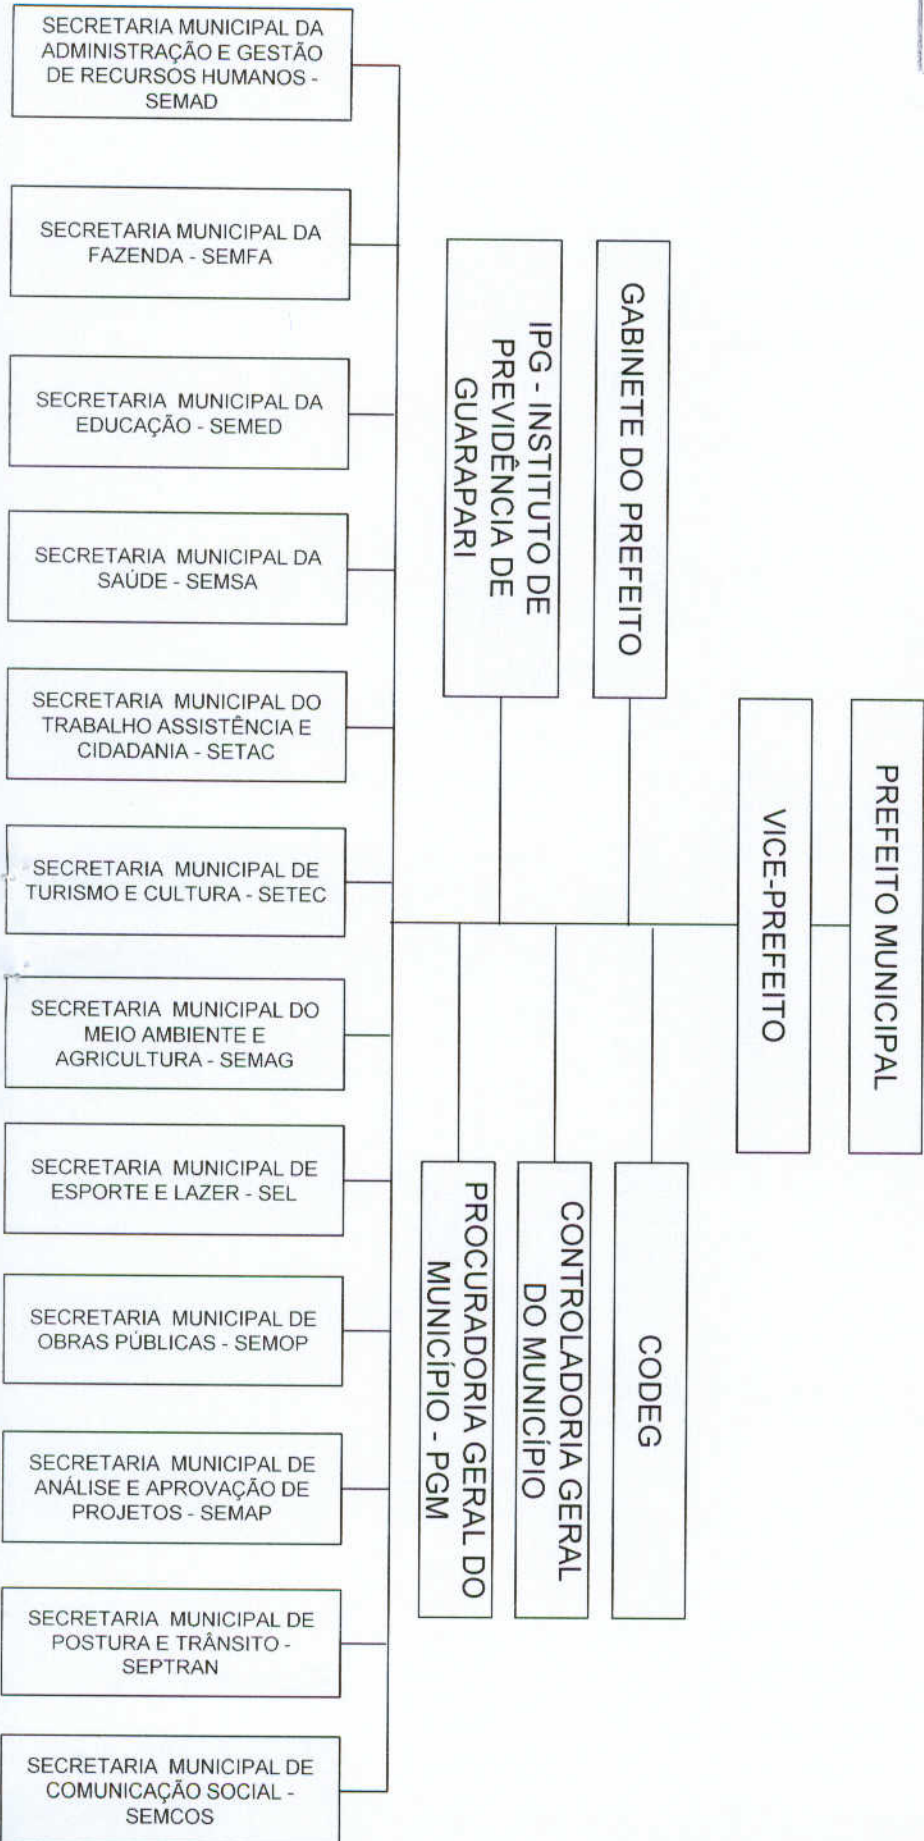 PREFEITO MUNICIPAL
VICE-PREFEITO
GABINETE DO PREFEITO
CODEG
IPG - INSTITUTO DE
PREVIDÊNCIA DE
GUARAPARI
CONTROLADORIA GERAL
DO MUNICÍPIO
PROCURADORIA GERAL DO
MUNICÍPIO - PGM
SECRETARIA MUNICIPAL DA
ADMINISTRAÇÃO E GESTÃO
DE RECURSOS HUMANOS -
SEMAD
SECRETARIA MUNICIPAL DA
FAZENDA - SEMFA
SECRETARIA MUNICIPAL DA
EDUCAÇÃO - SEMED
SECRETARIA MUNICIPAL DA
SAÚDE - SEMSA
SECRETARIA MUNICIPAL DO
TRABALHO ASSISTÊNCIA E
CIDADANIA - SETAC
SECRETARIA MUNICIPAL DE
TURISMO E CULTURA - SETEC
SECRETARIA MUNICIPAL DO
MEIO AMBIENTE E
AGRICULTURA - SEMAG
SECRETARIA MUNICIPAL DE
ESPORTE E LAZER - SEL
SECRETARIA MUNICIPAL DE
OBRAS PÚBLICAS - SEMOP
SECRETARIA MUNICIPAL DE
ANÁLISE E APROVAÇÃO DE
PROJETOS - SEMAP
SECRETARIA MUNICIPAL DE
POSTURA E TRÂNSITO -
SEPTRAN
SECRETARIA MUNICIPAL DE
COMUNICAÇÃO SOCIAL -
SEMCOS